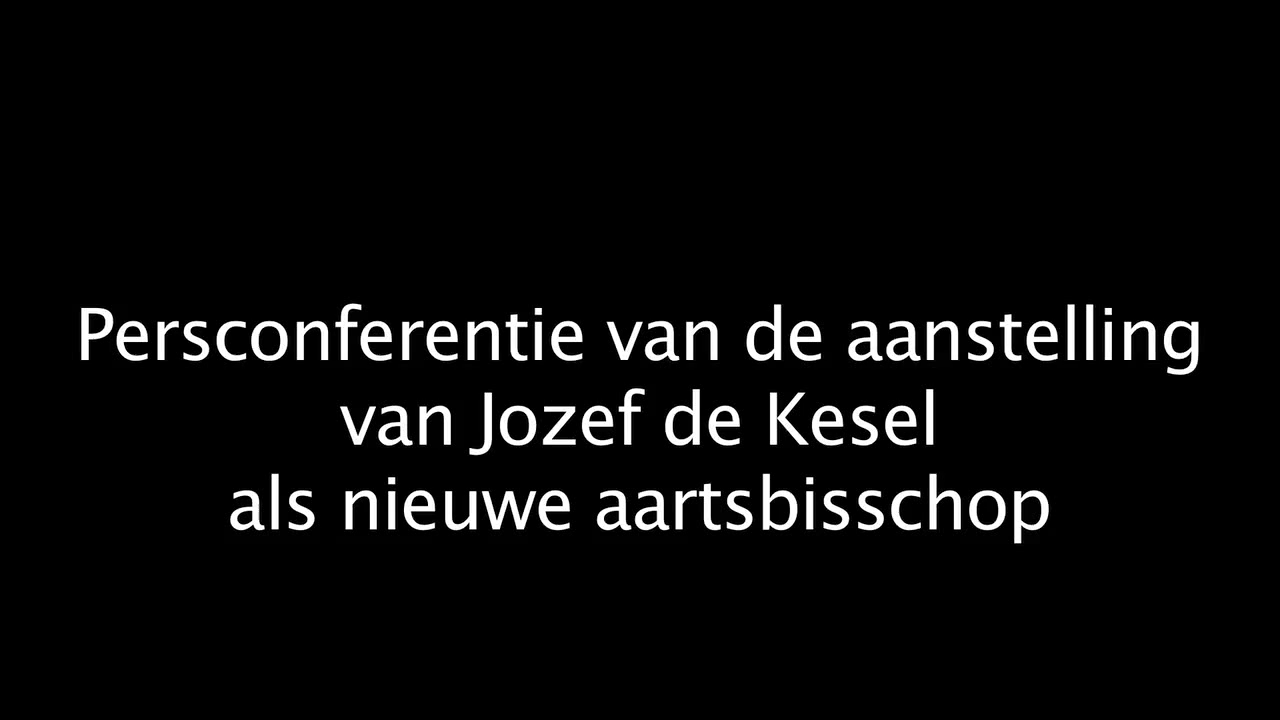 Persconferentie van de aanstelling
van Jozef de Kesel
als nieuwe aartsbisschop